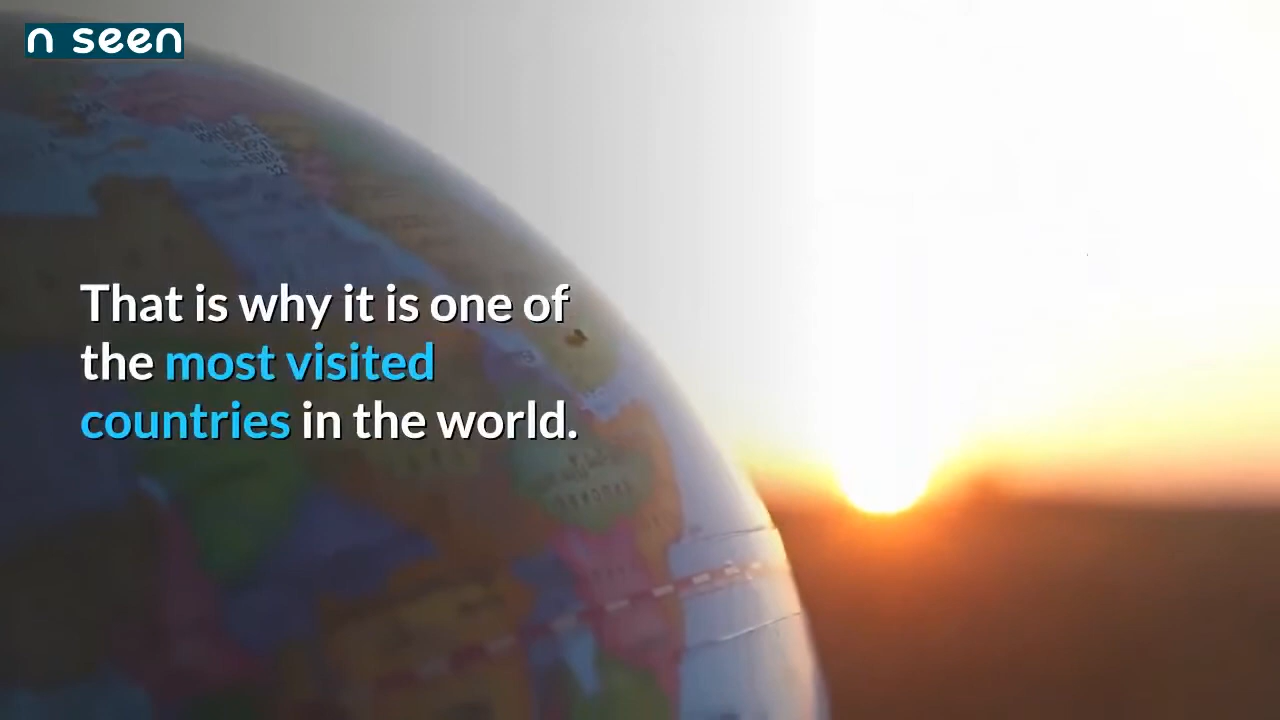 n seen
That is why it is one of
the most visited
countries in the world.